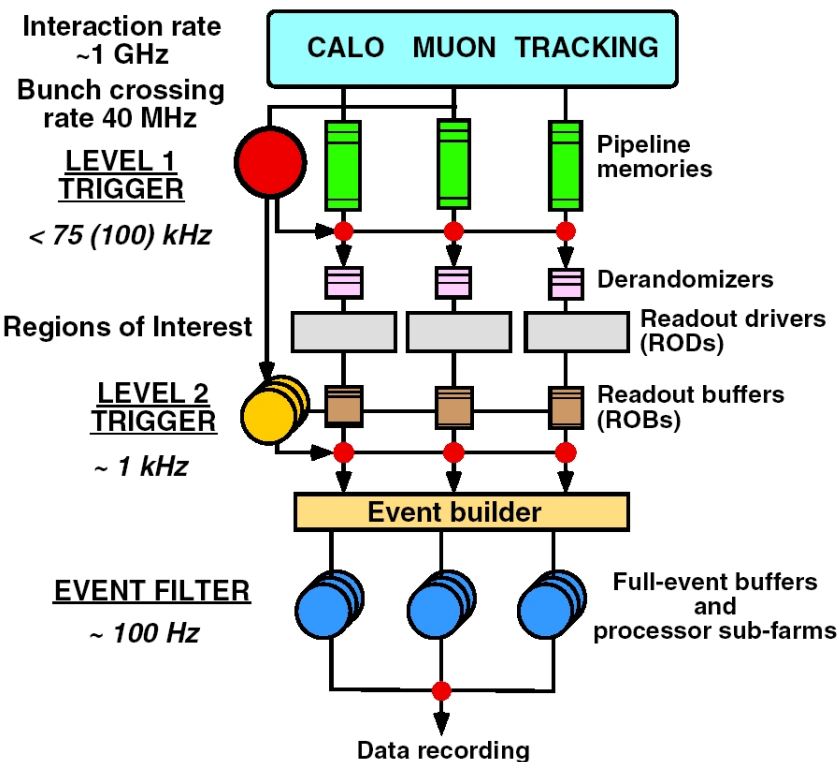 Interaction rate
~1 GHz
CALO MUON TRACKING
Bunch crossing
rate 40 MHz
LEVEL 1
TRIGGER
Pipeline
memories
< 75 (100) kHz
Derandomizers
Regions of Interest
Readout drivers
(RODs)
LEVEL 2
TRIGGER
Readout buffers
(ROBs)
~ 1 kHz
Event builder
EVENT FILTER
~ 100 Hz
Full-event buffers
and
processor sub-farms
Data recording